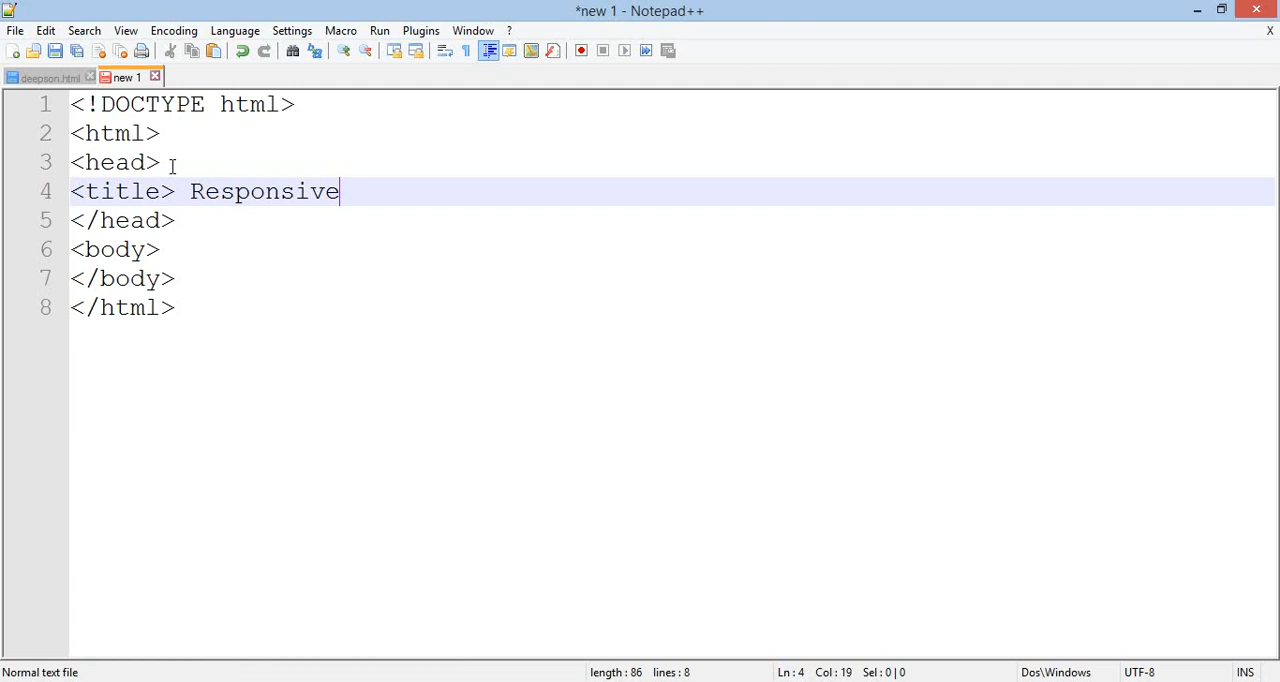 *new 1 - Notepad++
File Edit Search View Encoding Language Settings Macro Run Plugins Window ? X
deepson.html new 1
1 <!DOCTYPE html>
2 <html>
3 <head>
4 <title> Responsive
5 </head>
6 <body>
7 </body>
8 </html>
Normal text file length : 86 lines : 8 Ln : 4 Col : 19 Sel : 0 | 0 Dos\Windows UTF-8 INS